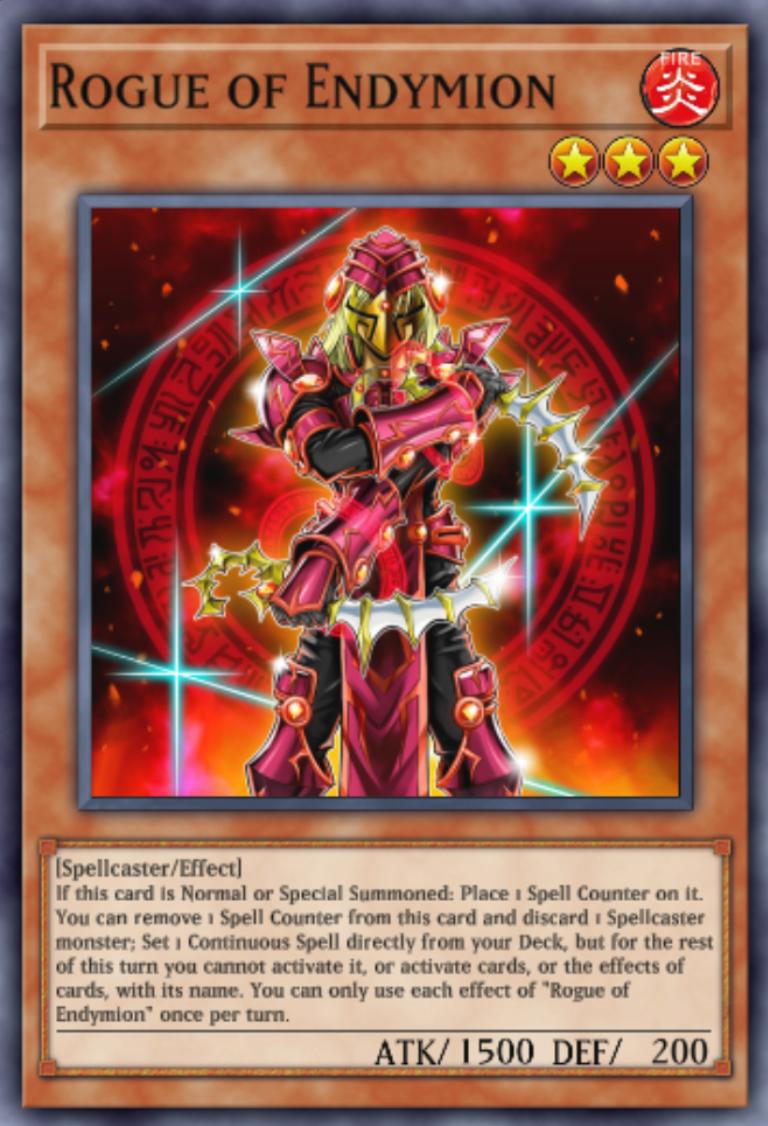 ROGUE OF ENDYMION
FIRE
炎
[Spellcaster/Effect]
If this card is Normal or Special Summoned: Place 1 Spell Counter on it.
You can remove 1 Spell Counter from this card and discard 1 Spellcaster
monster; Set 1 Continuous Spell directly from your Deck, but for the rest
of this turn you cannot activate it, or activate cards, or the effects of
cards, with its name. You can only use each effect of "Rogue of
Endymion" once per turn.
ATK/ 1500 DEF/ 200